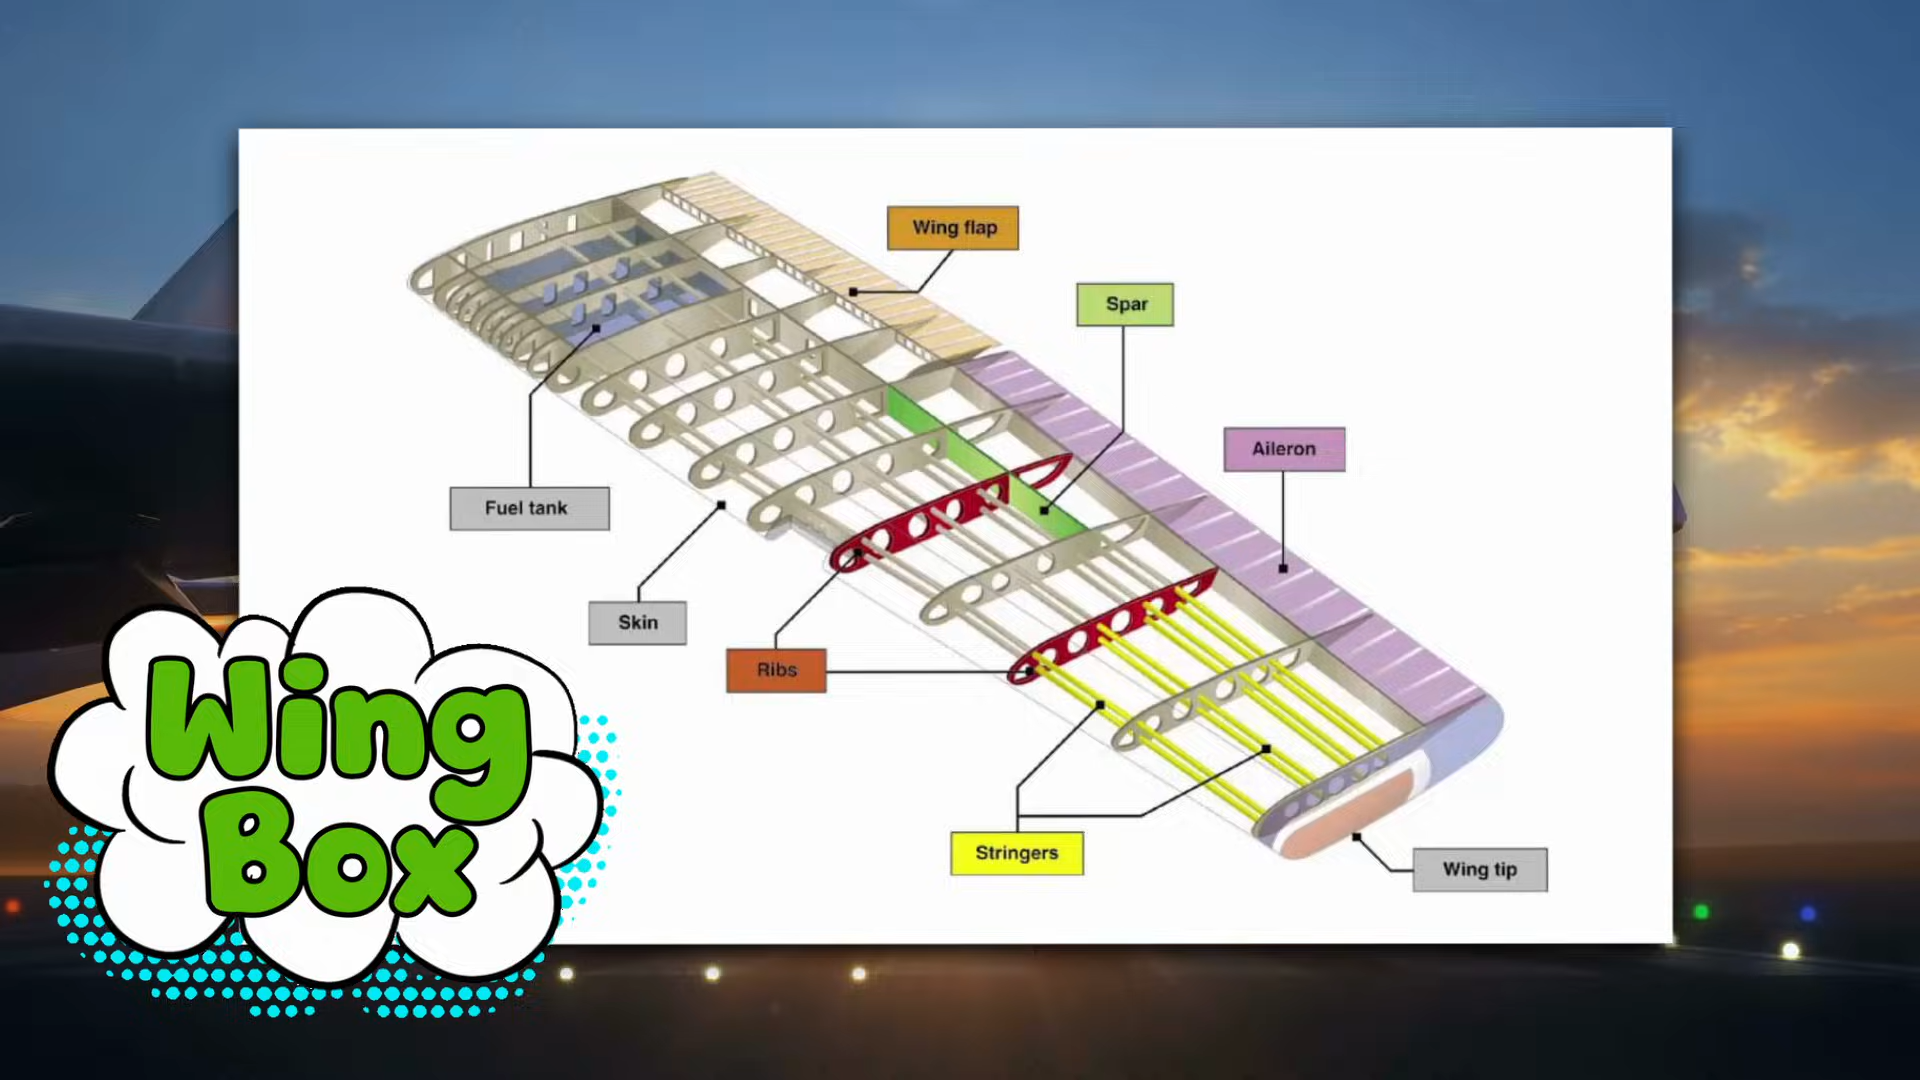 Wing flap
Spar
Aileron
Fuel tank
Skin
Ribs
Stringers
Wing tip
Wing
Box